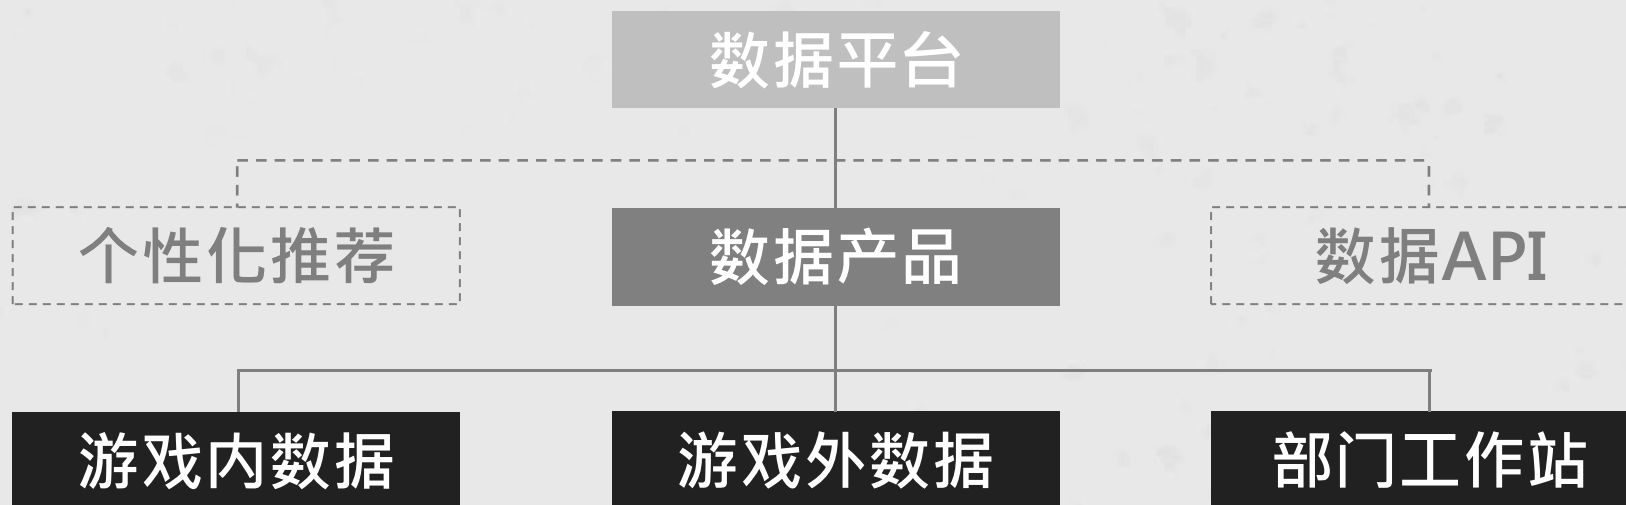 数据平台
个性化推荐
数据产品
数据API
游戏内数据
游戏外数据
部门工作站